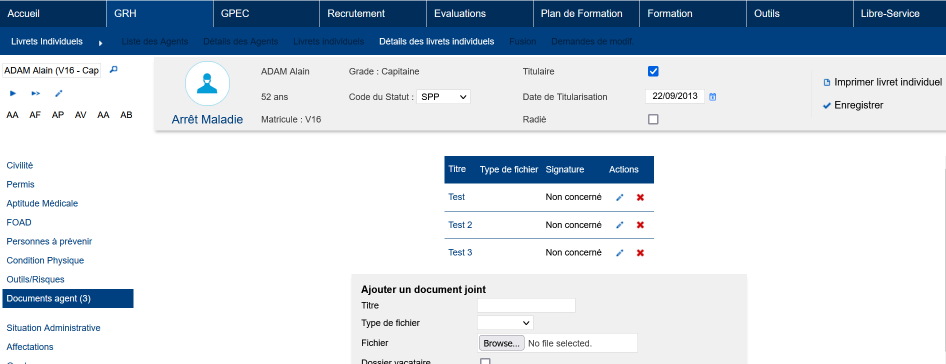 Accueil GRH GPEC Recrutement Evaluations Plan de Formation Formation Outils Libre-Service
Livrets Individuels Liste des Agents Détails des Agents Livrets individuels Détails des livrets individuels Fusion Demandes de modif.
ADAM Alain (V16 - Cap
AA AF AP AV AA AB
Arrêt Maladie
ADAM Alain Grade : Capitaine Titulaire
52 ans Code du Statut : SPP Date de Titularisation 22/09/2013
Matricule : V16 Radié
Imprimer livret individuel
Enregistrer
Civilité
Permis
Aptitude Médicale
FOAD
Personnes à prévenir
Condition Physique
Outils/Risques
Documents agent (3)
Situation Administrative
Affectations
Titre Type de fichier Signature Actions
Test Non concerné
Test 2 Non concerné
Test 3 Non concerné
Ajouter un document joint
Titre
Type de fichier
Fichier Browse... No file selected.
Dossier vacataire